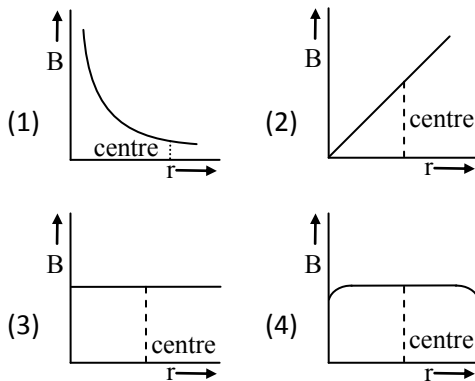 (1) B centre r
(2) B centre r
(3) B centre r
(4) B centre r